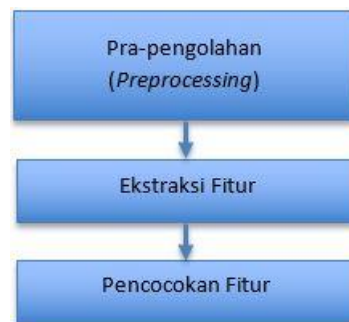 Pra-pengolahan
(Preprocessing)
Ekstraksi Fitur
Pencocokan Fitur